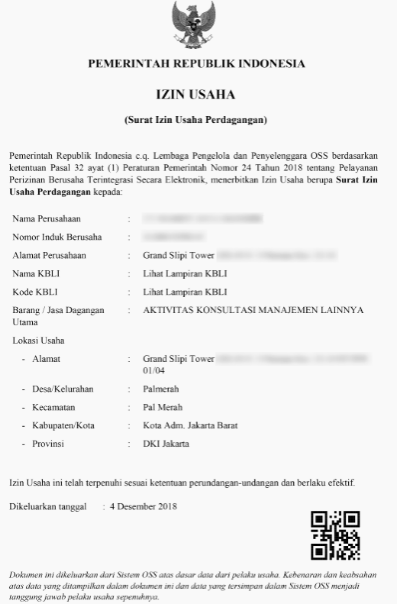 PEMERINTAH REPUBLIK INDONESIA
IZIN USAHA
(Surat Izin Usaha Perdagangan)
Pemerintah Republik Indonesia c.q. Lembaga Pengelola dan Penyelenggara OSS berdasarkan
ketentuan Pasal 32 ayat (1) Peraturan Pemerintah Nomor 24 Tahun 2018 tentang Pelayanan
Perizinan Berusaha Terintegrasi Secara Elektronik, menerbitkan Izin Usaha berupa Surat Izin
Usaha Perdagangan kepada:
Nama Perusahaan :
Nomor Induk Berusaha :
Alamat Perusahaan : Grand Slipi Tower
Nama KBLI : Lihat Lampiran KBLI
Kode KBLI : Lihat Lampiran KBLI
Barang / Jasa Dagangan : AKTIVITAS KONSULTASI MANAJEMEN LAINNYA
Utama
Lokasi Usaha
- Alamat : Grand Slipi Tower
01/04
- Desa/Kelurahan : Palmerah
- Kecamatan : Pal Merah
- Kabupaten/Kota : Kota Adm. Jakarta Barat
- Provinsi : DKI Jakarta
Izin Usaha ini telah terpenuhi sesuai ketentuan perundangan-undangan dan berlaku efektif.
Dikeluarkan tanggal : 4 Desember 2018
Dokumen ini dikeluarkan dari Sistem OSS atas dasar data dari pelaku usaha. Kebenaran dan keabsahan
atas data yang ditampilkan dalam dokumen ini dan data yang tersimpan dalam Sistem OSS menjadi
tanggung jawab pelaku usaha sepenuhnya.